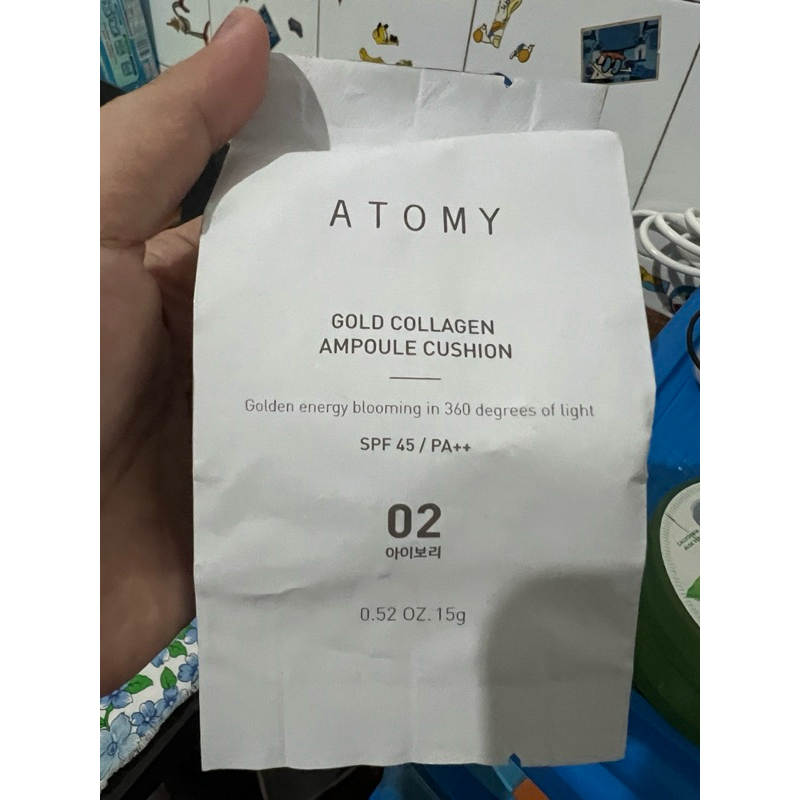 ATOMY
GOLD COLLAGEN
AMPOULE CUSHION
Golden energy blooming in 360 degrees of light
SPF 45 / PA++
02
아이보리
0.52 OZ. 15g
CALIFORNIA